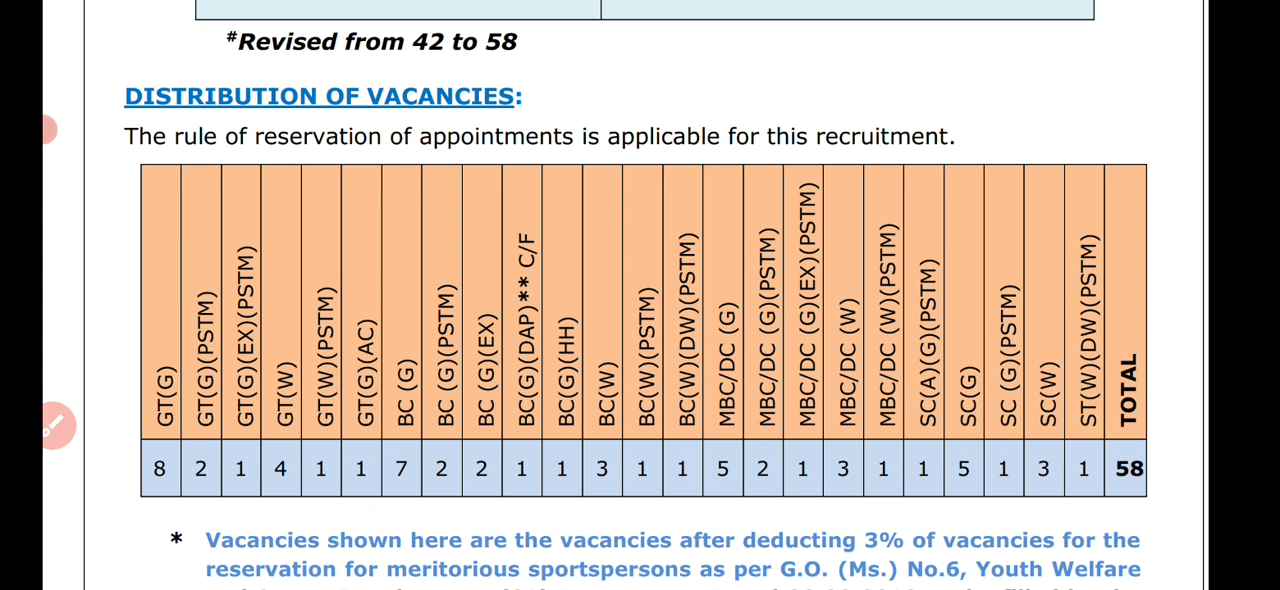 #Revised from 42 to 58
DISTRIBUTION OF VACANCIES:
The rule of reservation of appointments is applicable for this recruitment.
GT(G)
GT(G)(PSTM)
GT(G)(EX)(PSTM)
GT(W)
GT(W)(PSTM)
GT(G)(AC)
BC (G)
BC (G)(PSTM)
BC (G)(EX)
BC(G)(DAP)** C/F
BC(G)(HH)
BC(W)
BC(W)(PSTM)
BC(W)(DW)(PSTM)
MBC/DC (G)
MBC/DC (G)(PSTM)
MBC/DC (G)(EX)(PSTM)
MBC/DC (W)
MBC/DC (W)(PSTM)
SC(A)(G)(PSTM)
SC(G)
SC (G)(PSTM)
SC(W)
ST(W)(DW)(PSTM)
TOTAL
8 2 1 4 1 1 7 2 2 1 1 3 1 1 5 2 1 3 1 1 5 1 3 1 58
* Vacancies shown here are the vacancies after deducting 3% of vacancies for the
reservation for meritorious sportspersons as per G.O. (Ms.) No.6, Youth Welfare